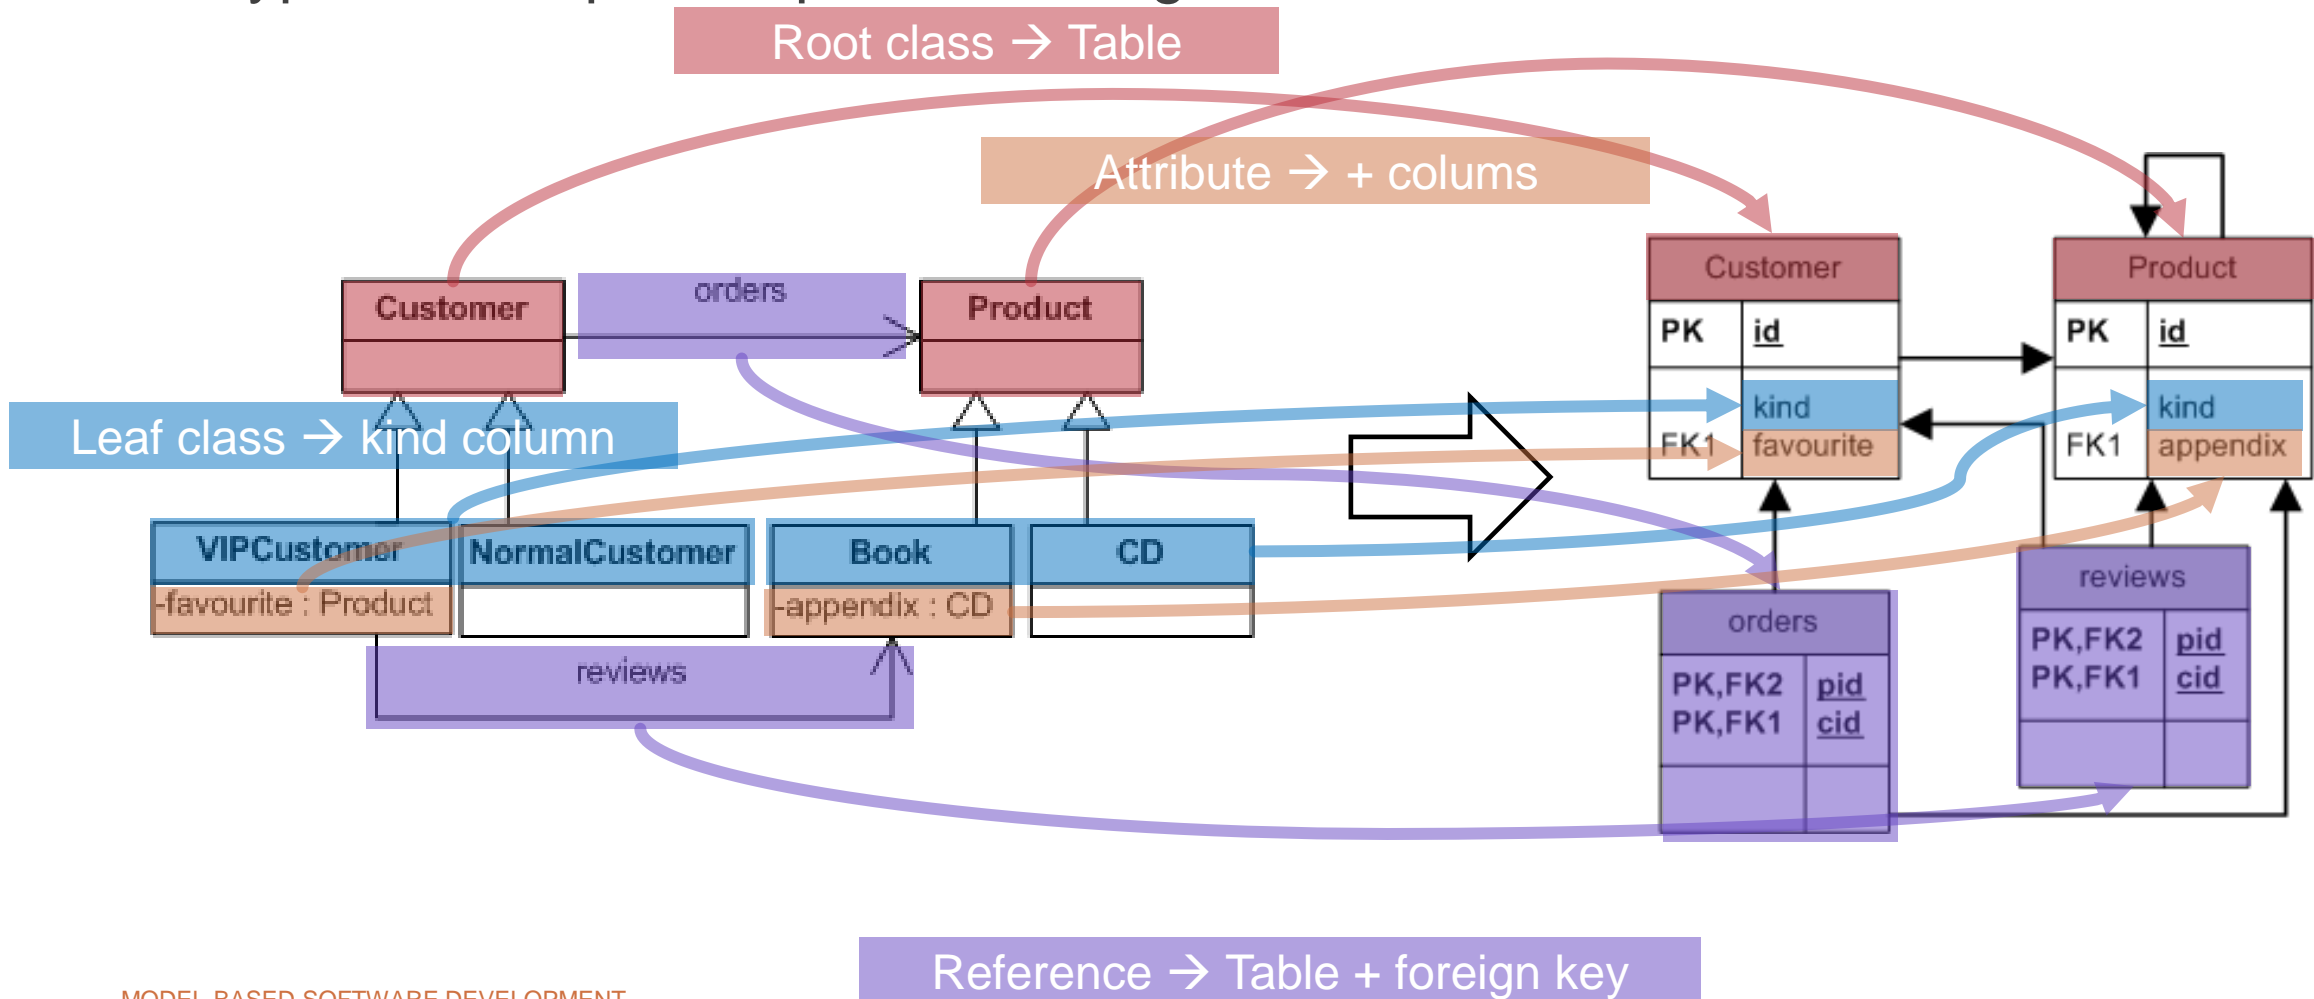 Root class → Table
Attribute → + colums
Customer
orders
Product
Leaf class → kind column
VIPCustomer
-favourite : Product
NormalCustomer
Book
-appendix : CD
CD
reviews
Customer
PK id
kind
FK1 favourite
Product
PK id
kind
FK1 appendix
orders
PK,FK2 pid
PK,FK1 cid
reviews
PK,FK2 pid
PK,FK1 cid
Reference → Table + foreign key
MODEL BASED SOFTWARE DEVELOPMENT